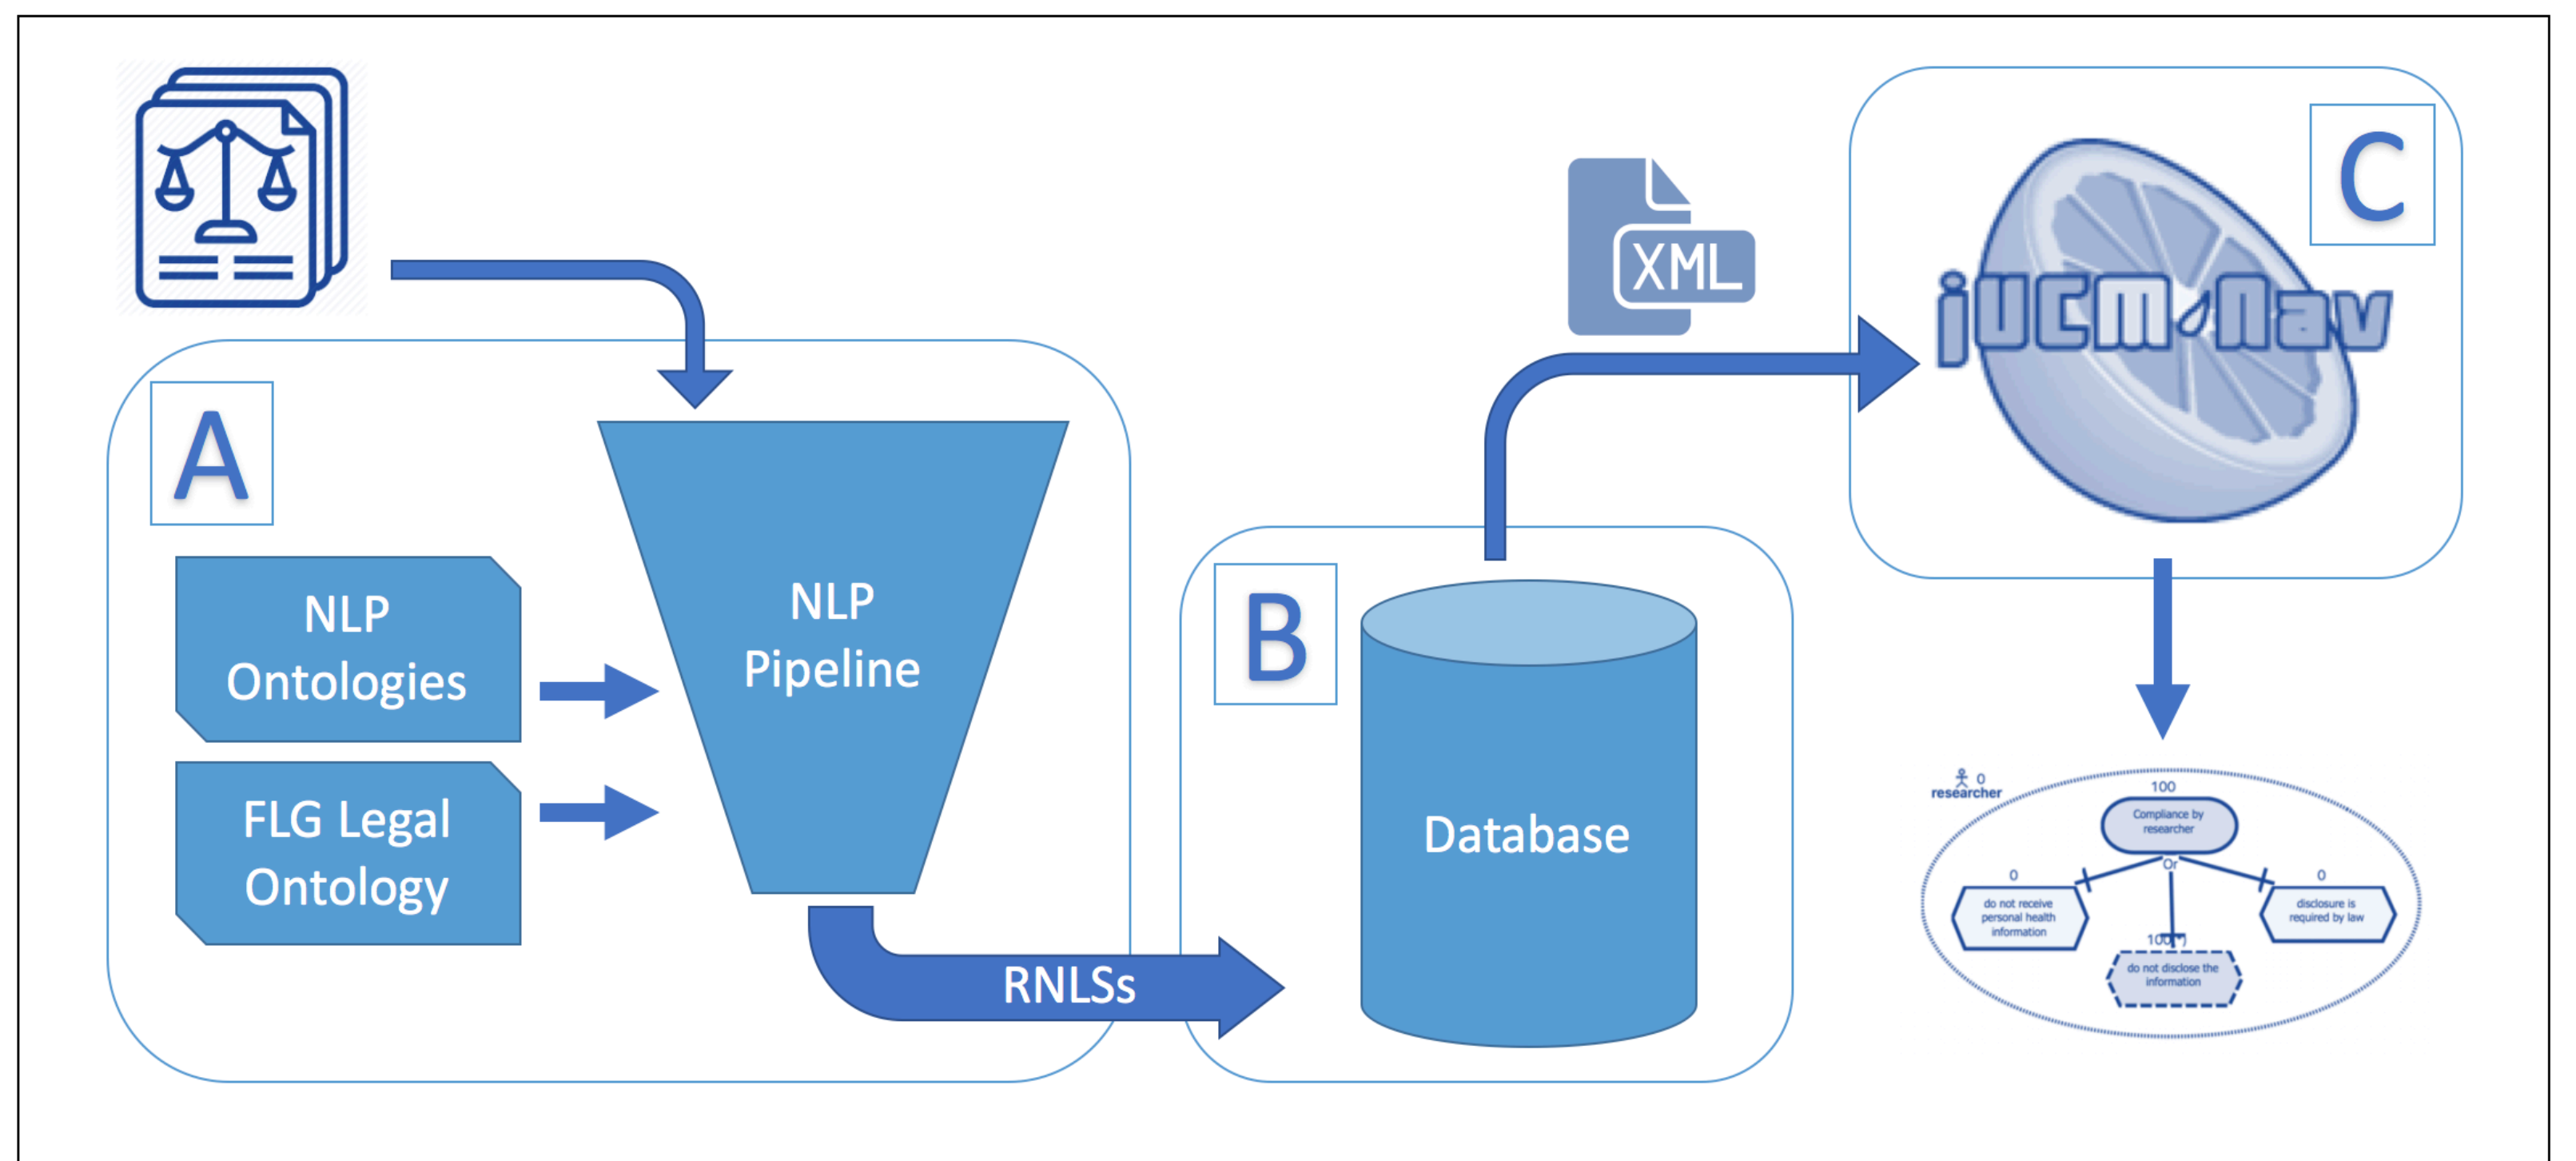 A
NLP
Ontologies
FLG Legal
Ontology
NLP
Pipeline
RNLSs
B
Database
XML
C
jUCMNav
0
researcher
100
Compliance by
researcher
Or
0
do not receive
personal health
information
100(*)
do not disclose the
information
0
disclosure is
required by law